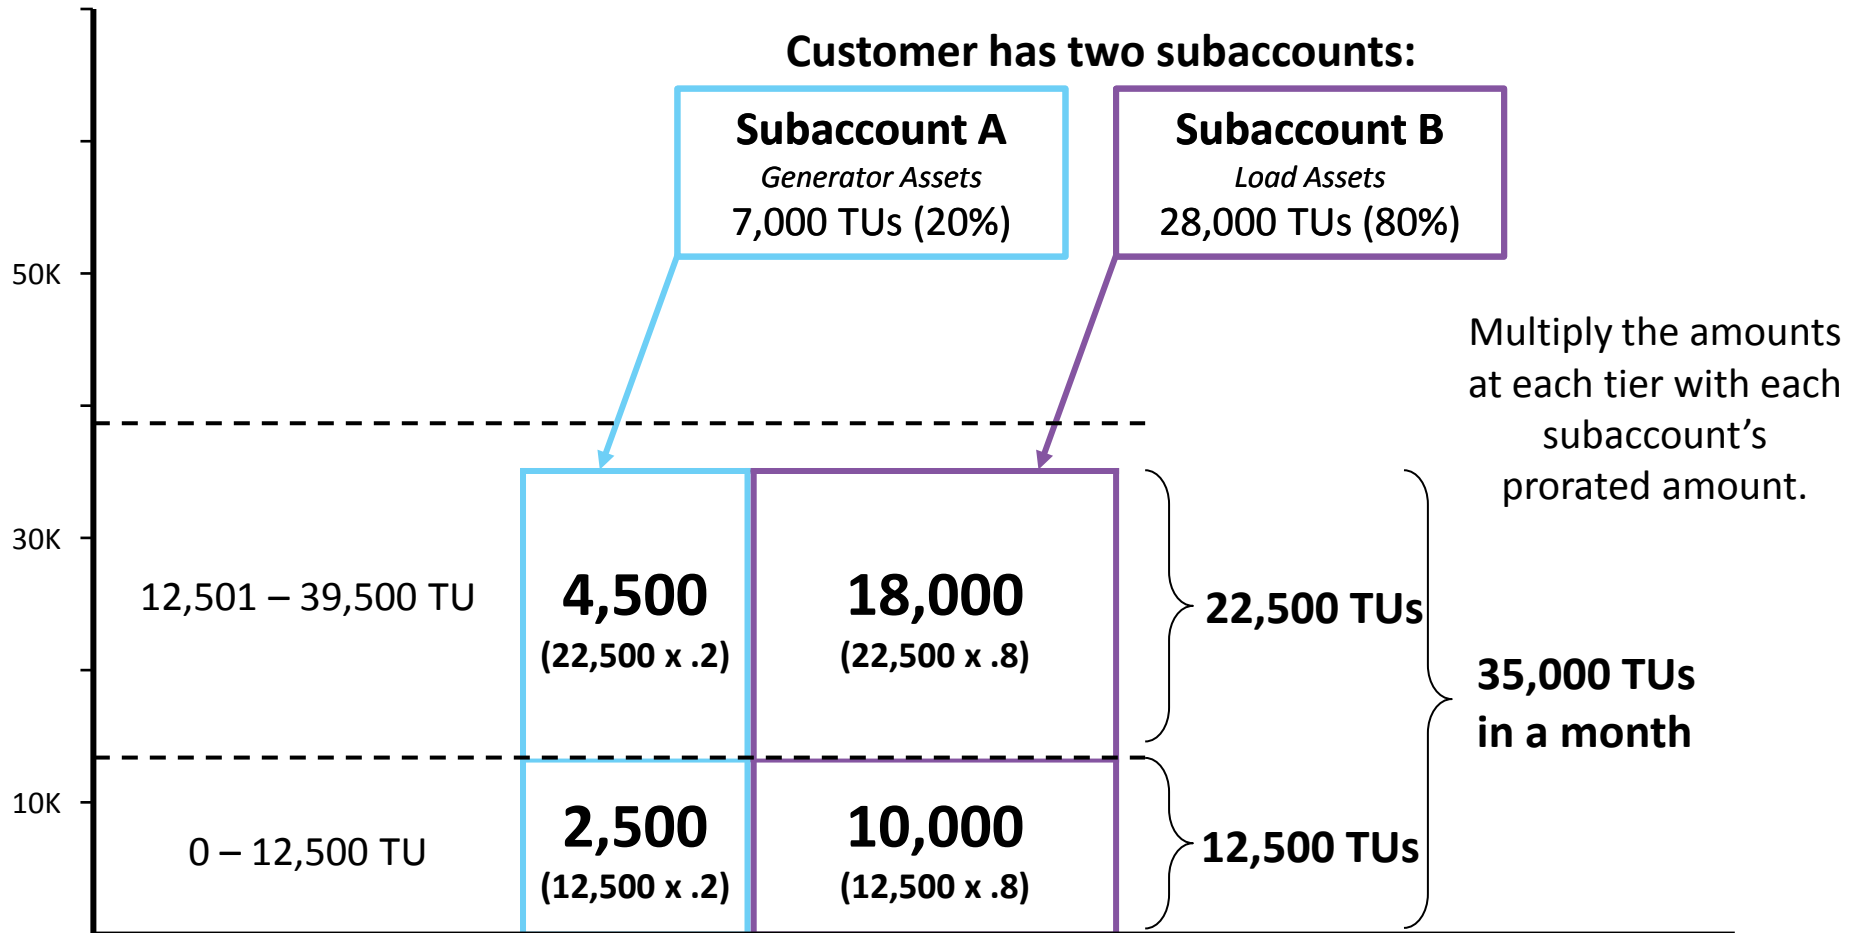 Customer has two subaccounts:
Subaccount A
Generator Assets
7,000 TUs (20%)
Subaccount B
Load Assets
28,000 TUs (80%)
50K
Multiply the amounts
at each tier with each
subaccount’s
prorated amount.
30K
12,501 – 39,500 TU
4,500
(22,500 x .2)
18,000
(22,500 x .8)
22,500 TUs
35,000 TUs
in a month
10K
0 – 12,500 TU
2,500
(12,500 x .2)
10,000
(12,500 x .8)
12,500 TUs